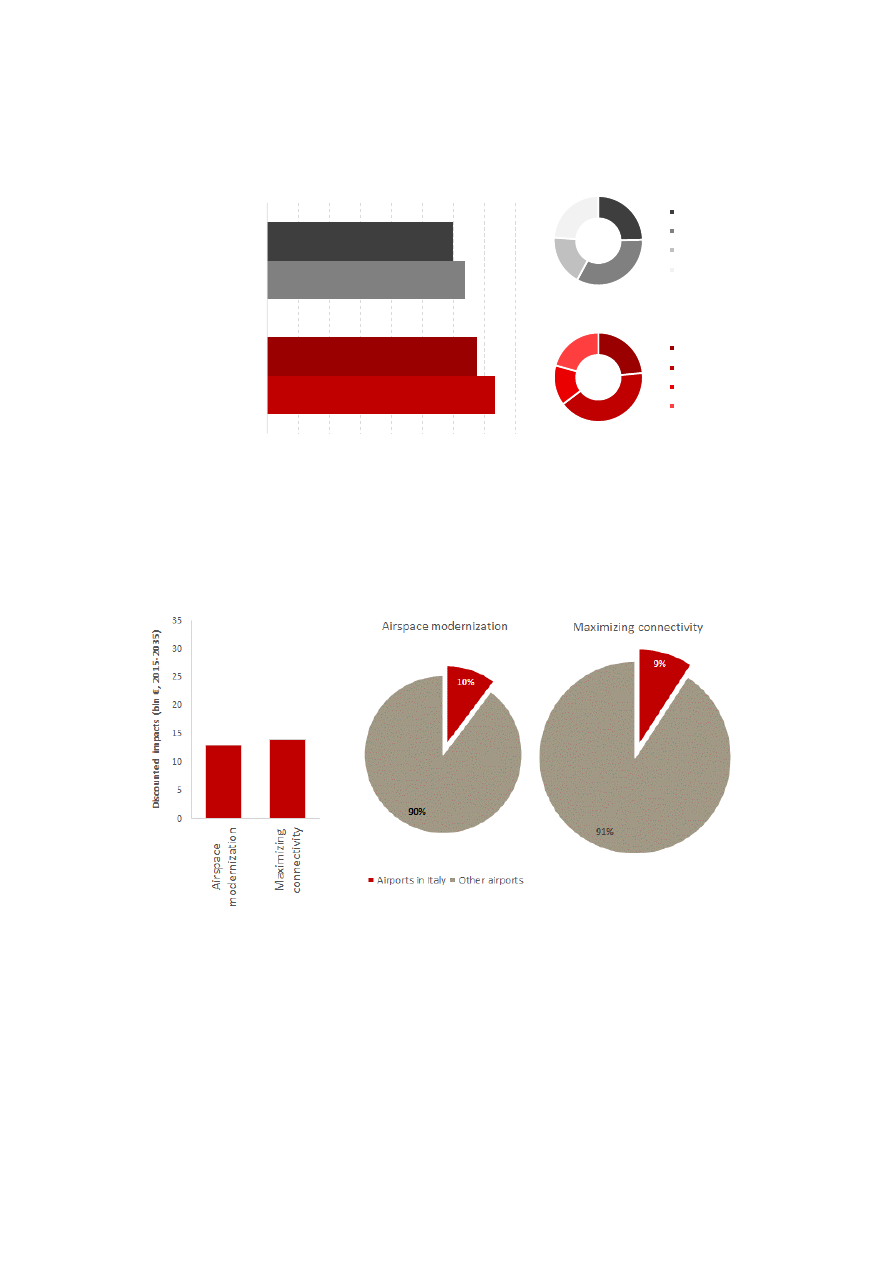 Airspace modernization
Maximizing connectivity
Discounted impacts (bln €, 2015-2035)
35
30
25
20
15
10
5
0
Airspace
modernization
Maximizing
connectivity
10%
90%
9%
91%
Airports in Italy Other airports